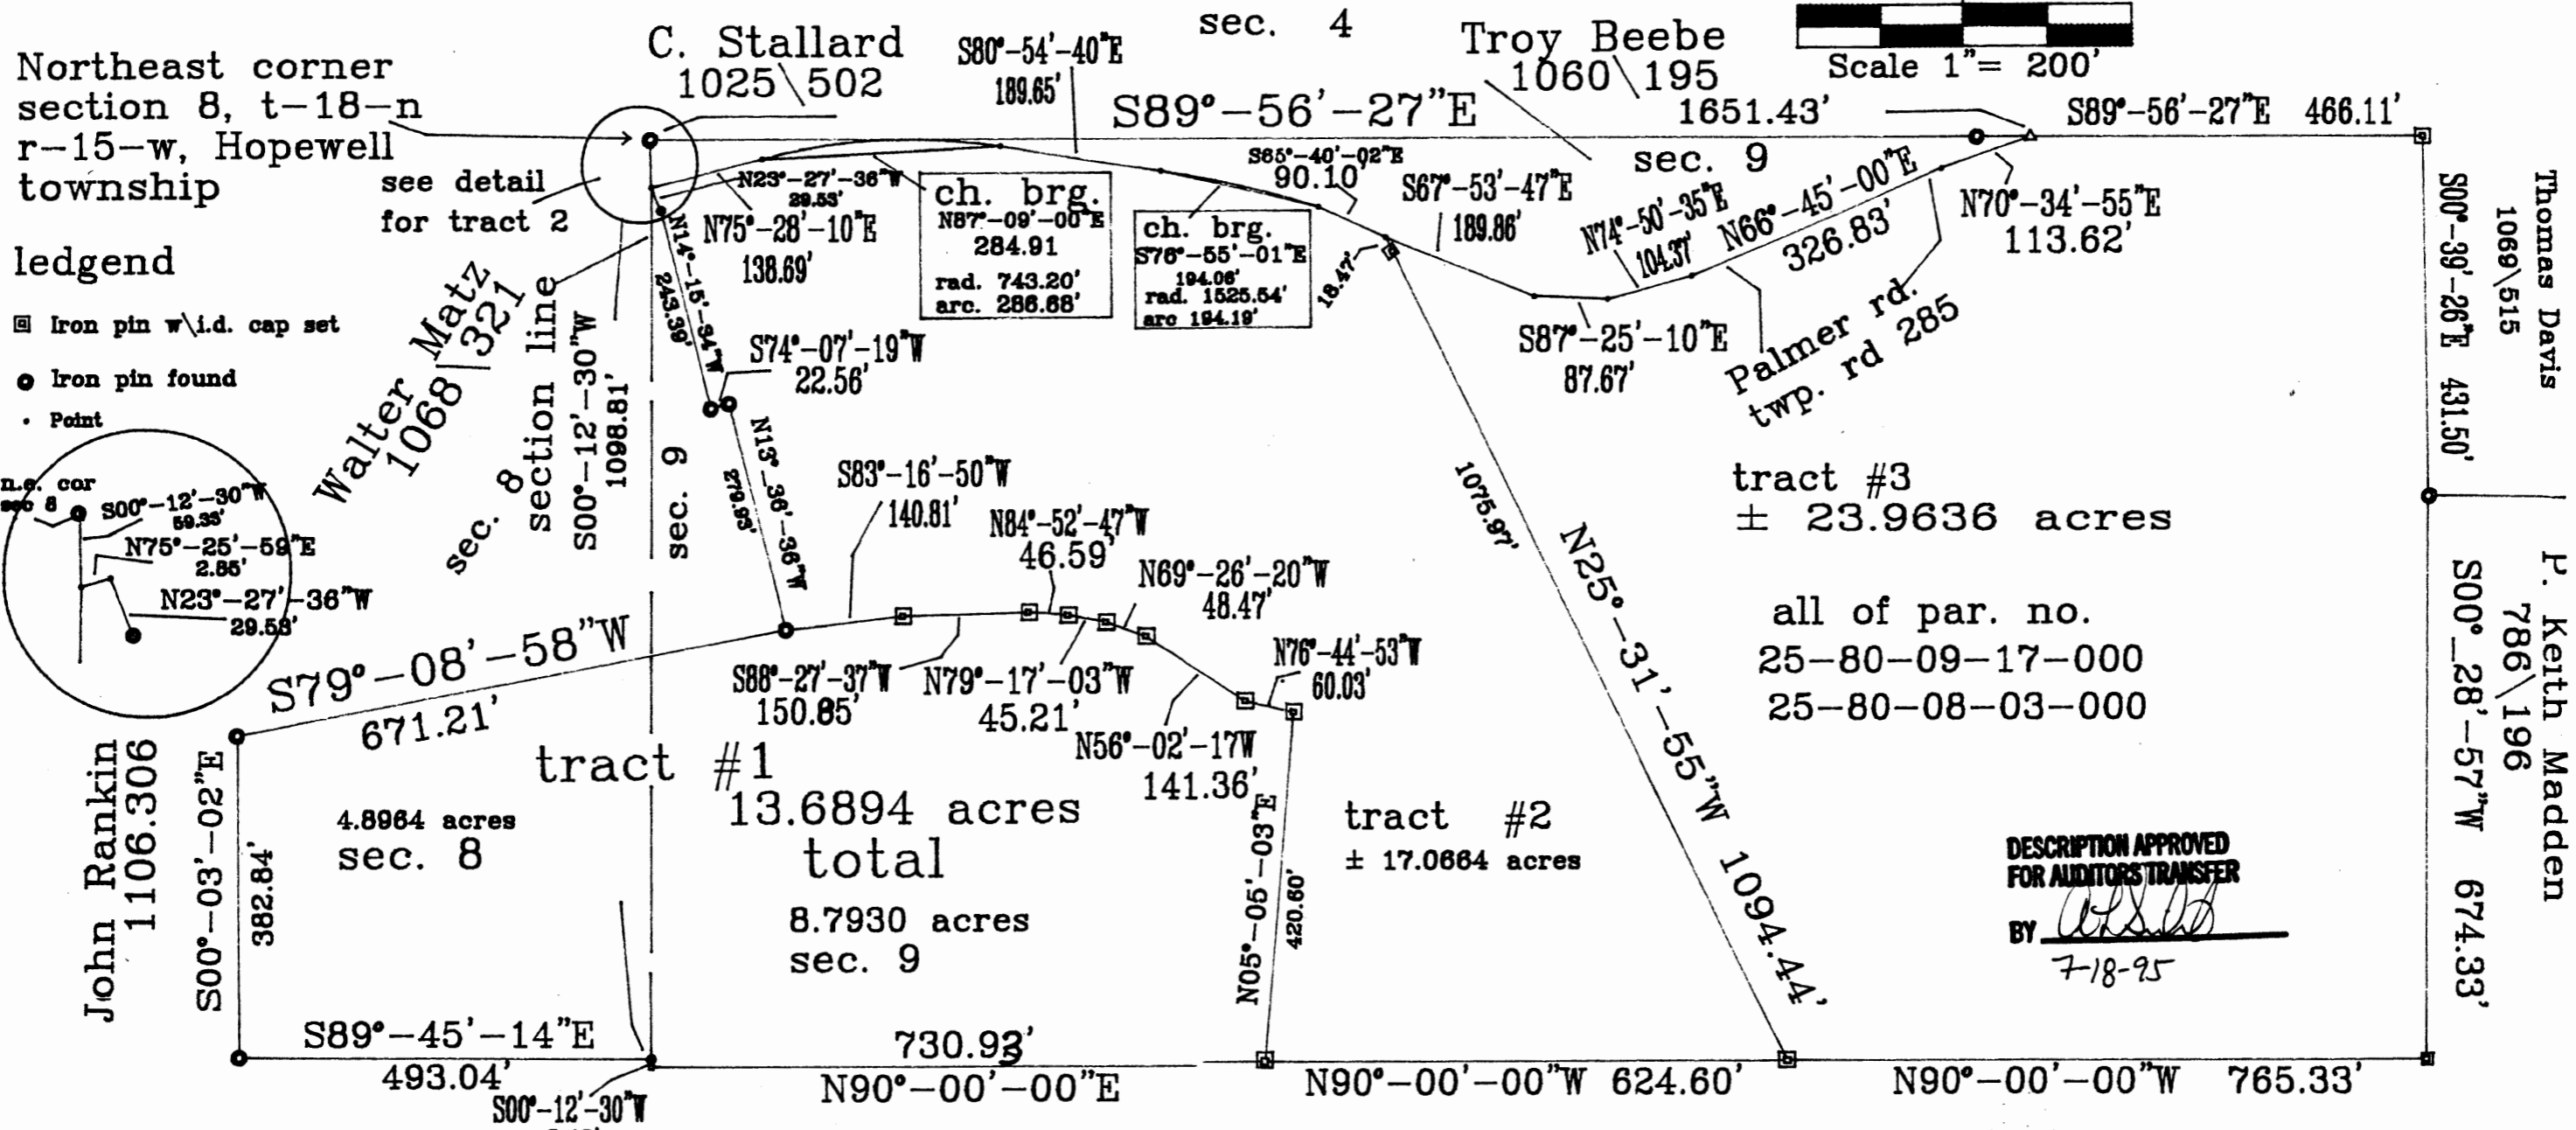 Northeast corner
section 8, t-18-n
r-15-w, Hopewell
township
see detail
for tract 2
ledgend
Iron pin w\i.d. cap set
Iron pin found
Point
n.e. cor
sec 8
S00°-12'-30"W
59.35'
N75°-25'-59"E
2.85'
N23°-27'-36"W
29.53'
C. Stallard
1025\502
S80°-54'-40"E
189.65'
sec. 4
Troy Beebe
1060\195
Scale 1"= 200'
S89°-56'-27"E 1651.43'
S89°-56'-27"E 466.11'
N23°-27'-36"W
29.53'
N75°-28'-10"E
138.69'
ch. brg.
N87°-09'-00"E
284.91
rad. 743.20'
arc. 286.68'
ch. brg.
S76°-55'-01"E
194.06'
rad. 1525.54'
arc 194.19'
S65°-40'-02"E
90.10'
18.47'
S67°-53'-47"E
189.86'
sec. 9
N74°-50'-35"E
104.37'
N66°-45'-00"E
326.83'
N70°-34'-55"E
113.62'
S87°-25'-10"E
87.67'
Palmer rd.
twp. rd 285
Thomas Davis
1069\515
S00°-39'-26"E 431.50'
Walter Matz
1068\321
sec. 8
section line
S00°-12'-30"W
1098.81'
sec. 9
N14°-15'-34"W
243.39'
S74°-07'-19"W
22.56'
N13°-36'-36"W
279.93'
S83°-16'-50"W
140.81'
N84°-52'-47"W
46.59'
N69°-26'-20"W
48.47'
S88°-27'-37"W
150.85'
N79°-17'-03"W
45.21'
N76°-44'-53"W
60.03'
N56°-02'-17W
141.36'
1075.97'
N25°-31'-55"W 1094.44'
tract #3
± 23.9636 acres
all of par. no.
25-80-09-17-000
25-80-08-03-000
P. Keith Madden
786\196
S00°_28'-57"W 674.33'
S79°-08'-58"W
671.21'
John Rankin
1106.306
S00°-03'-02"E
382.84'
tract #1
13.6894 acres
total
4.8964 acres
sec. 8
8.7930 acres
sec. 9
N05°-05'-03"E
420.60'
tract #2
± 17.0664 acres
DESCRIPTION APPROVED
FOR AUDITORS TRANSFER
BY
7-18-95
S89°-45'-14"E
493.04'
S00°-12'-30"W
730.93'
N90°-00'-00"E
N90°-00'-00"W 624.60'
N90°-00'-00"W 765.33'